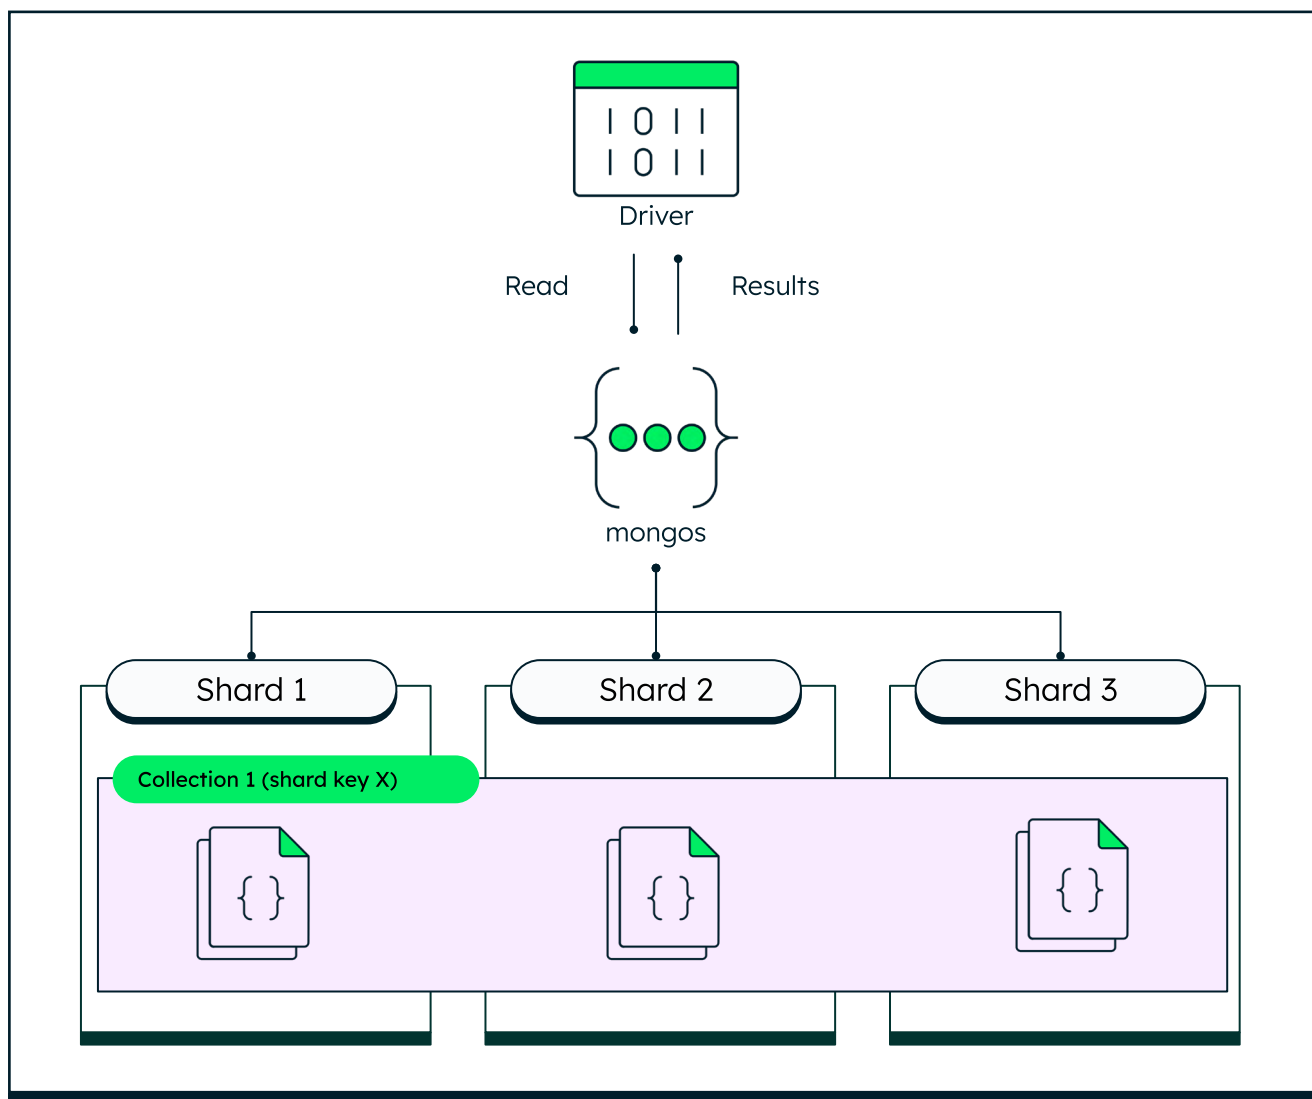 1011
1011
Driver
Read
Results
mongos
Shard 1
Shard 2
Shard 3
Collection 1 (shard key X)
{ }
{ }
{ }